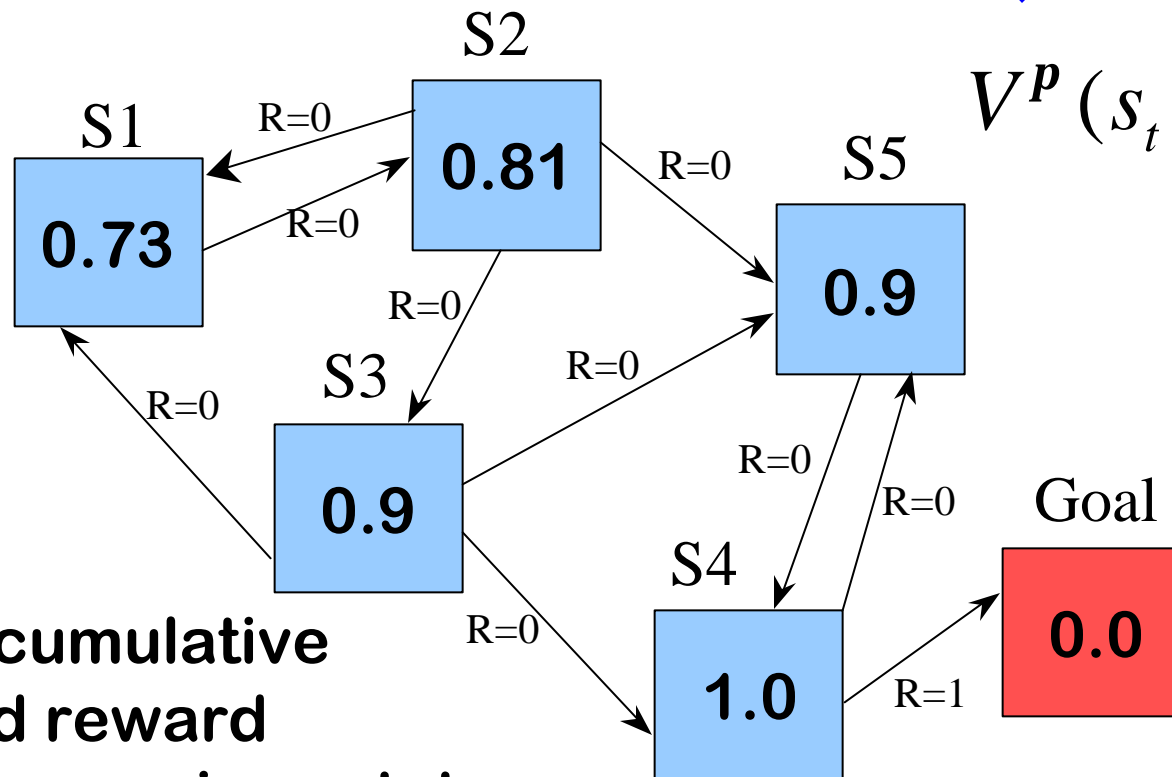 S2
V^p (s_t
S1
R=0
S5
0.81
R=0
0.73
R=0
0.9
R=0
S3
R=0
R=0
R=0
R=0
Goal
0.9
S4
R=0
0.0
cumulative
1.0
R=1
d reward